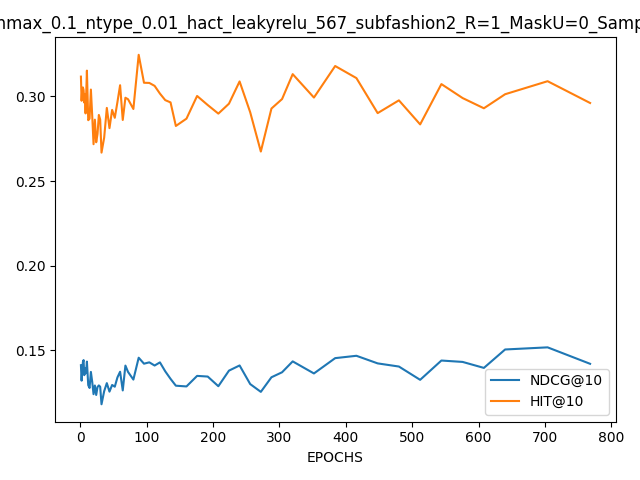 nmax_0.1_ntype_0.01_hact_leakyrelu_567_subfashion2_R=1_MaskU=0_Samp
0.30
0.25
0.20
0.15
NDCG@10
HIT@10
0 100 200 300 400 500 600 700 800
EPOCHS